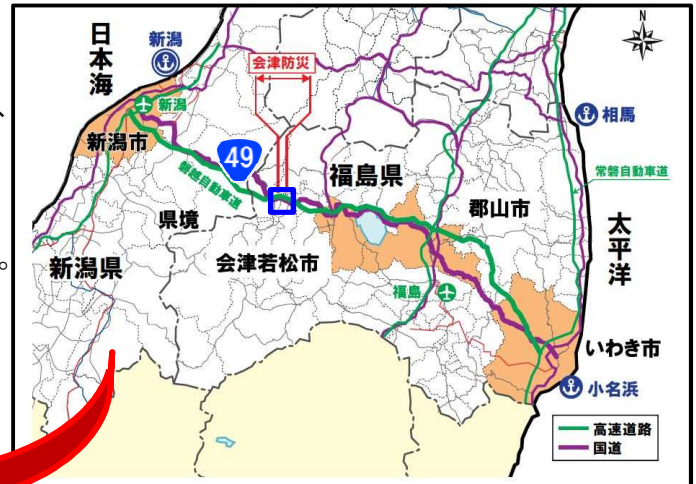 N
日本海
新潟
会津防災
新潟
相馬
新潟市
49
福島県
常磐自動車道
磐越自動車道
郡山市
県境
太平洋
新潟県
会津若松市
福島
いわき市
小名浜
高速道路
国道
、
。